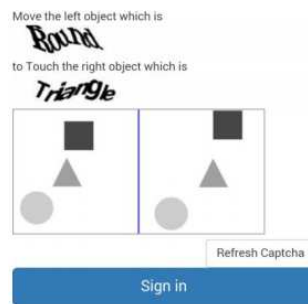 Move the left object which is
Round
to Touch the right object which is
Triangle
Refresh Captcha
Sign in